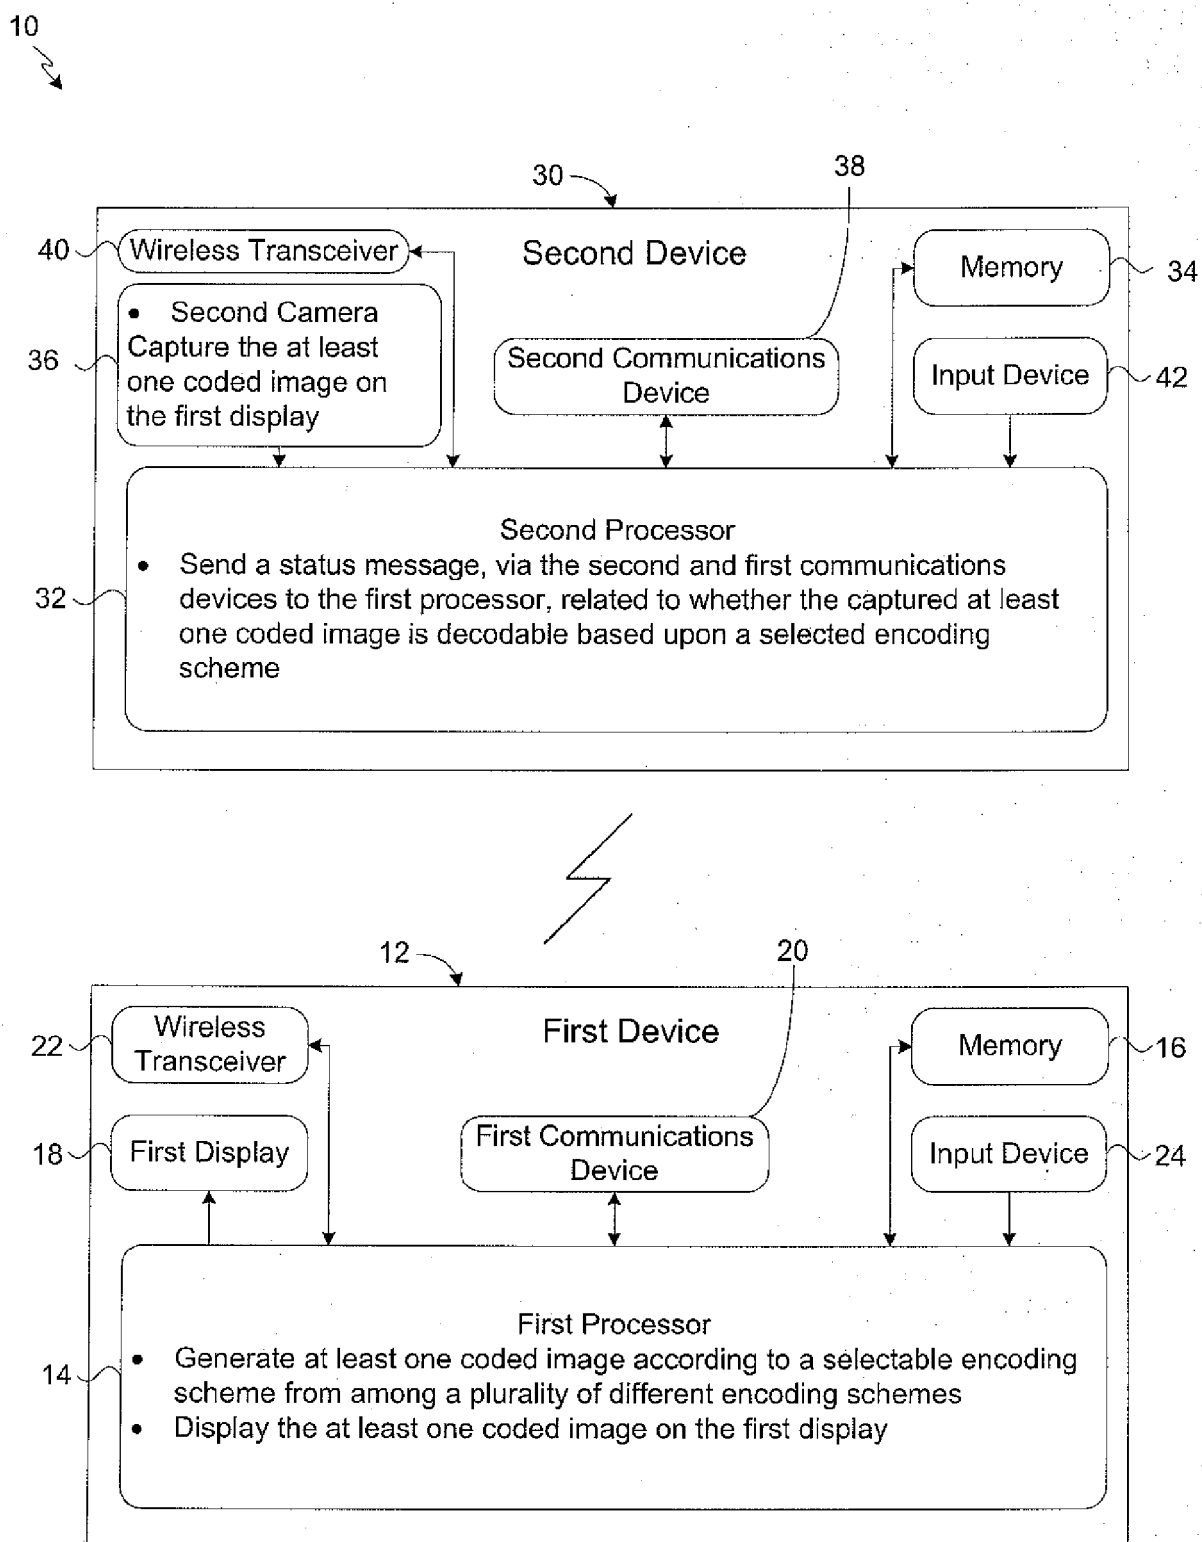 10
30
38
40
Wireless Transceiver
Second Device
Memory
34
36
• Second Camera
Capture the at least
one coded image on
the first display
Second Communications
Device
Input Device
42
32
Second Processor
• Send a status message, via the second and first communications
devices to the first processor, related to whether the captured at least
one coded image is decodable based upon a selected encoding
scheme
12
20
22
Wireless
Transceiver
First Device
Memory
16
18
First Display
First Communications
Device
Input Device
24
14
First Processor
• Generate at least one coded image according to a selectable encoding
scheme from among a plurality of different encoding schemes
• Display the at least one coded image on the first display